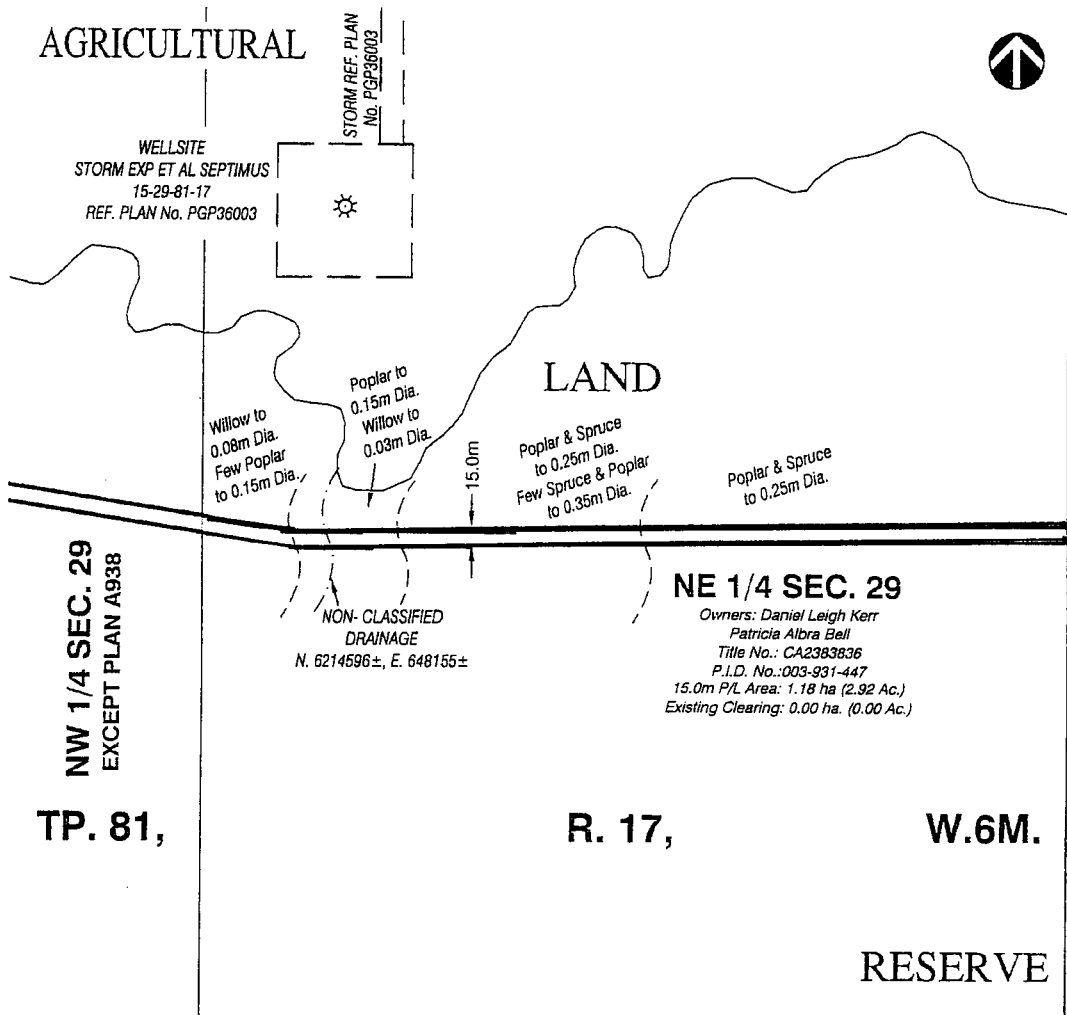 AGRICULTURAL
STORM REF. PLAN
No. PGP36003
WELLSITE
STORM EXP ET AL SEPTIMUS
15-29-81-17
REF. PLAN No. PGP36003
LAND
Willow to
0.08m Dia.
Few Poplar
to 0.15m Dia.
Poplar to
0.15m Dia.
Willow to
0.03m Dia.
15.0m
Poplar & Spruce
to 0.25m Dia.
Few Spruce & Poplar
to 0.35m Dia.
Poplar & Spruce
to 0.25m Dia.
NON- CLASSIFIED
DRAINAGE
N. 6214596±, E. 648155±
NE 1/4 SEC. 29
Owners: Daniel Leigh Kerr
Patricia Albra Bell
Title No.: CA2383836
P.I.D. No.:003-931-447
15.0m P/L Area: 1.18 ha (2.92 Ac.)
Existing Clearing: 0.00 ha. (0.00 Ac.)
NW 1/4 SEC. 29
EXCEPT PLAN A938
TP. 81,
R. 17,
W.6M.
RESERVE